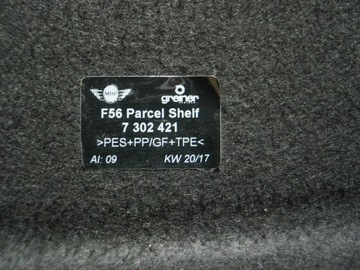 MINI greiner
F56 Parcel Shelf
7 302 421
>PES+PP/GF+TPE<
AI: 09 KW 20/17